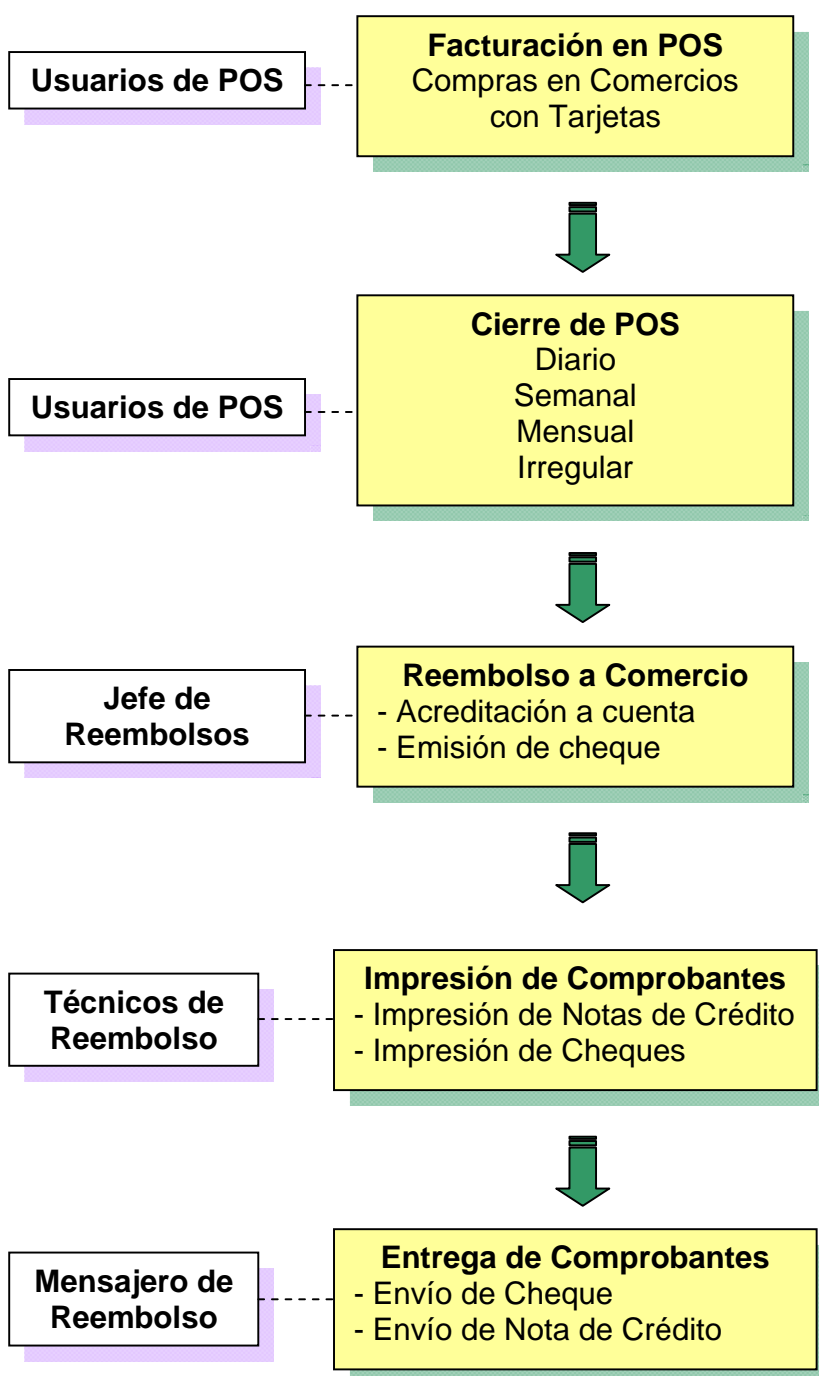 Usuarios de POS
Facturación en POS
Compras en Comercios
con Tarjetas
Usuarios de POS
Cierre de POS
Diario
Semanal
Mensual
Irregular
Jefe de
Reembolsos
Reembolso a Comercio
- Acreditación a cuenta
- Emisión de cheque
Técnicos de
Reembolso
Impresión de Comprobantes
- Impresión de Notas de Crédito
- Impresión de Cheques
Mensajero de
Reembolso
Entrega de Comprobantes
- Envío de Cheque
- Envío de Nota de Crédito